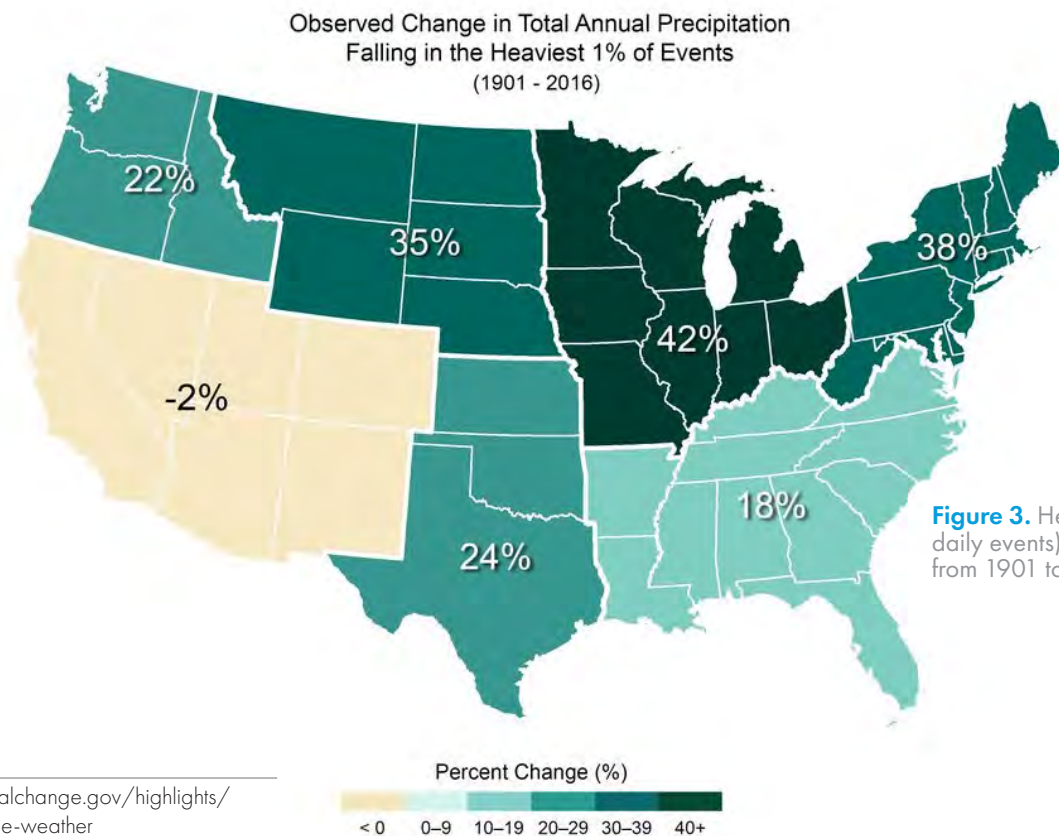 Observed Change in Total Annual Precipitation
Falling in the Heaviest 1% of Events
(1901 - 2016)
22%
35%
38%
42%
-2%
18%
24%
Figure 3.
daily events)
from 1901
Percent Change (%)
< 0 0–9 10–19 20–29 30–39 40+
alchange.gov/highlights/
e-weather